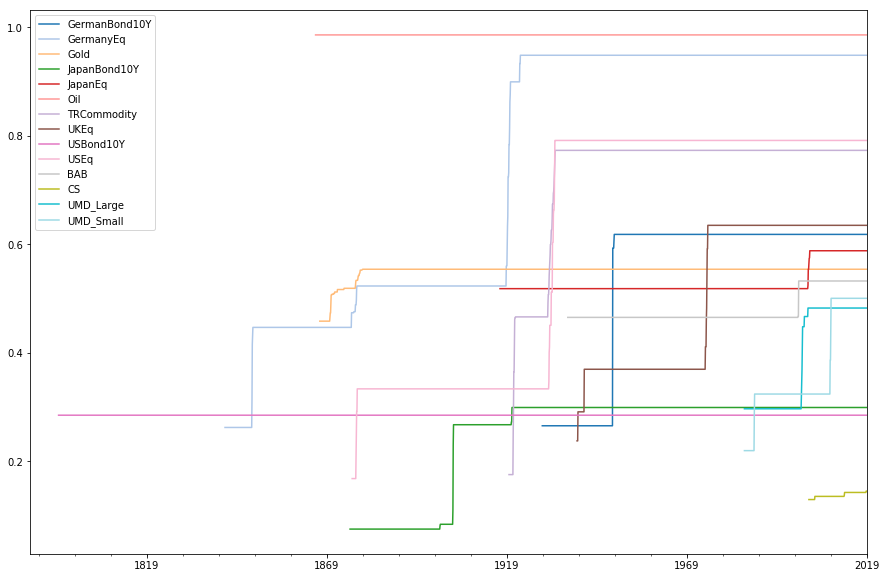 1.0
0.8
0.6
0.4
0.2
GermanBond10Y
GermanyEq
Gold
JapanBond10Y
JapanEq
Oil
TRCommodity
UKEq
USBond10Y
USEq
BAB
CS
UMD_Large
UMD_Small
1819 1869 1919 1969 2019